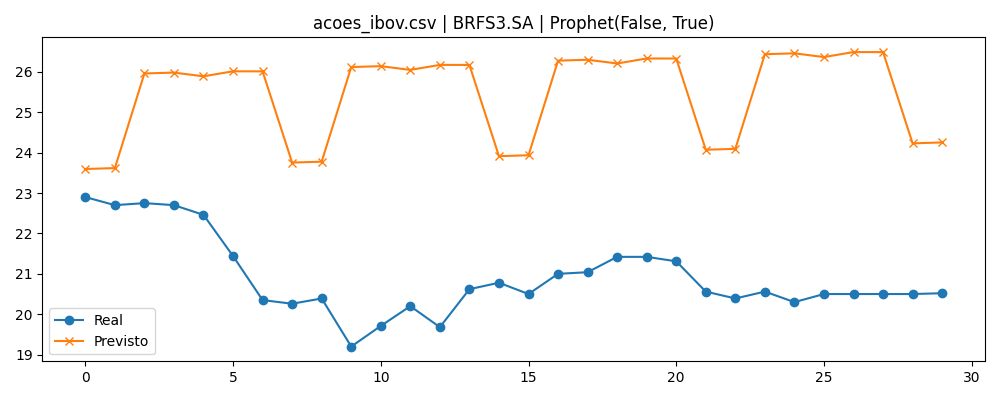 acoes_ibov.csv | BRFS3.SA | Prophet(False, True)
26
25
24
23
22
21
20
19
Real
Previsto
0 5 10 15 20 25 30